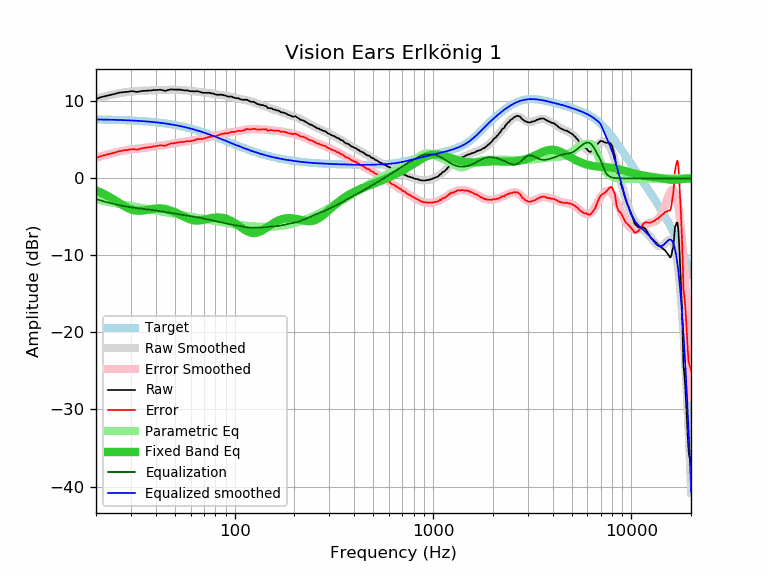 Vision Ears Erlkönig 1
10
0
−10
−20
−30
−40
Amplitude (dBr)
Target
Raw Smoothed
Error Smoothed
Raw
Error
Parametric Eq
Fixed Band Eq
Equalization
Equalized smoothed
100 1000 10000
Frequency (Hz)